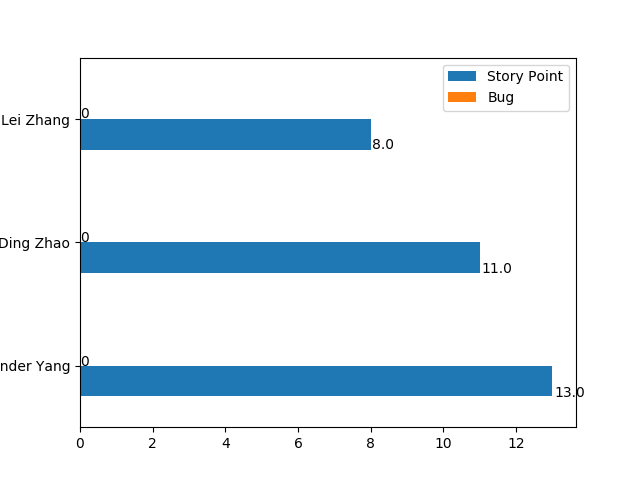 Story Point
Bug
Lei Zhang
0
8.0
Ding Zhao
0
11.0
nder Yang
0
13.0
0 2 4 6 8 10 12